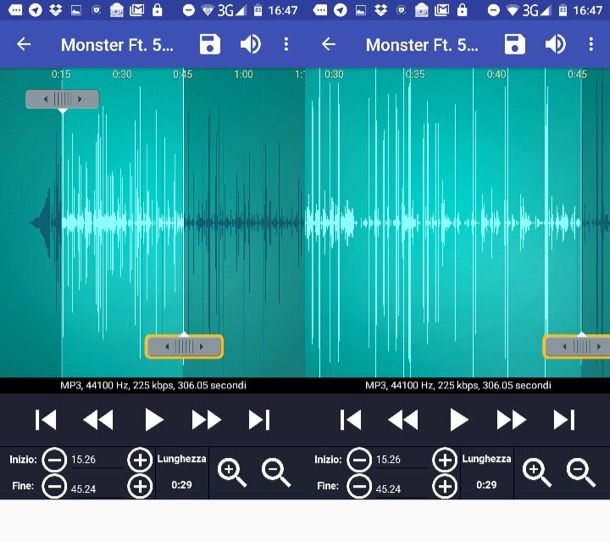 3G 16:47
Monster Ft. 5...
0:15 0:30 0:45 1:00
MP3, 44100 Hz, 225 kbps, 306.05 secondi
Inizio: 15.26
Lunghezza
Fine: 45.24
0:29
3G 16:47
Monster Ft. 5...
0:30 0:35 0:40 0:45
MP3, 44100 Hz, 225 kbps, 306.05 secondi
Inizio: 15.26
Lunghezza
Fine: 45.24
0:29